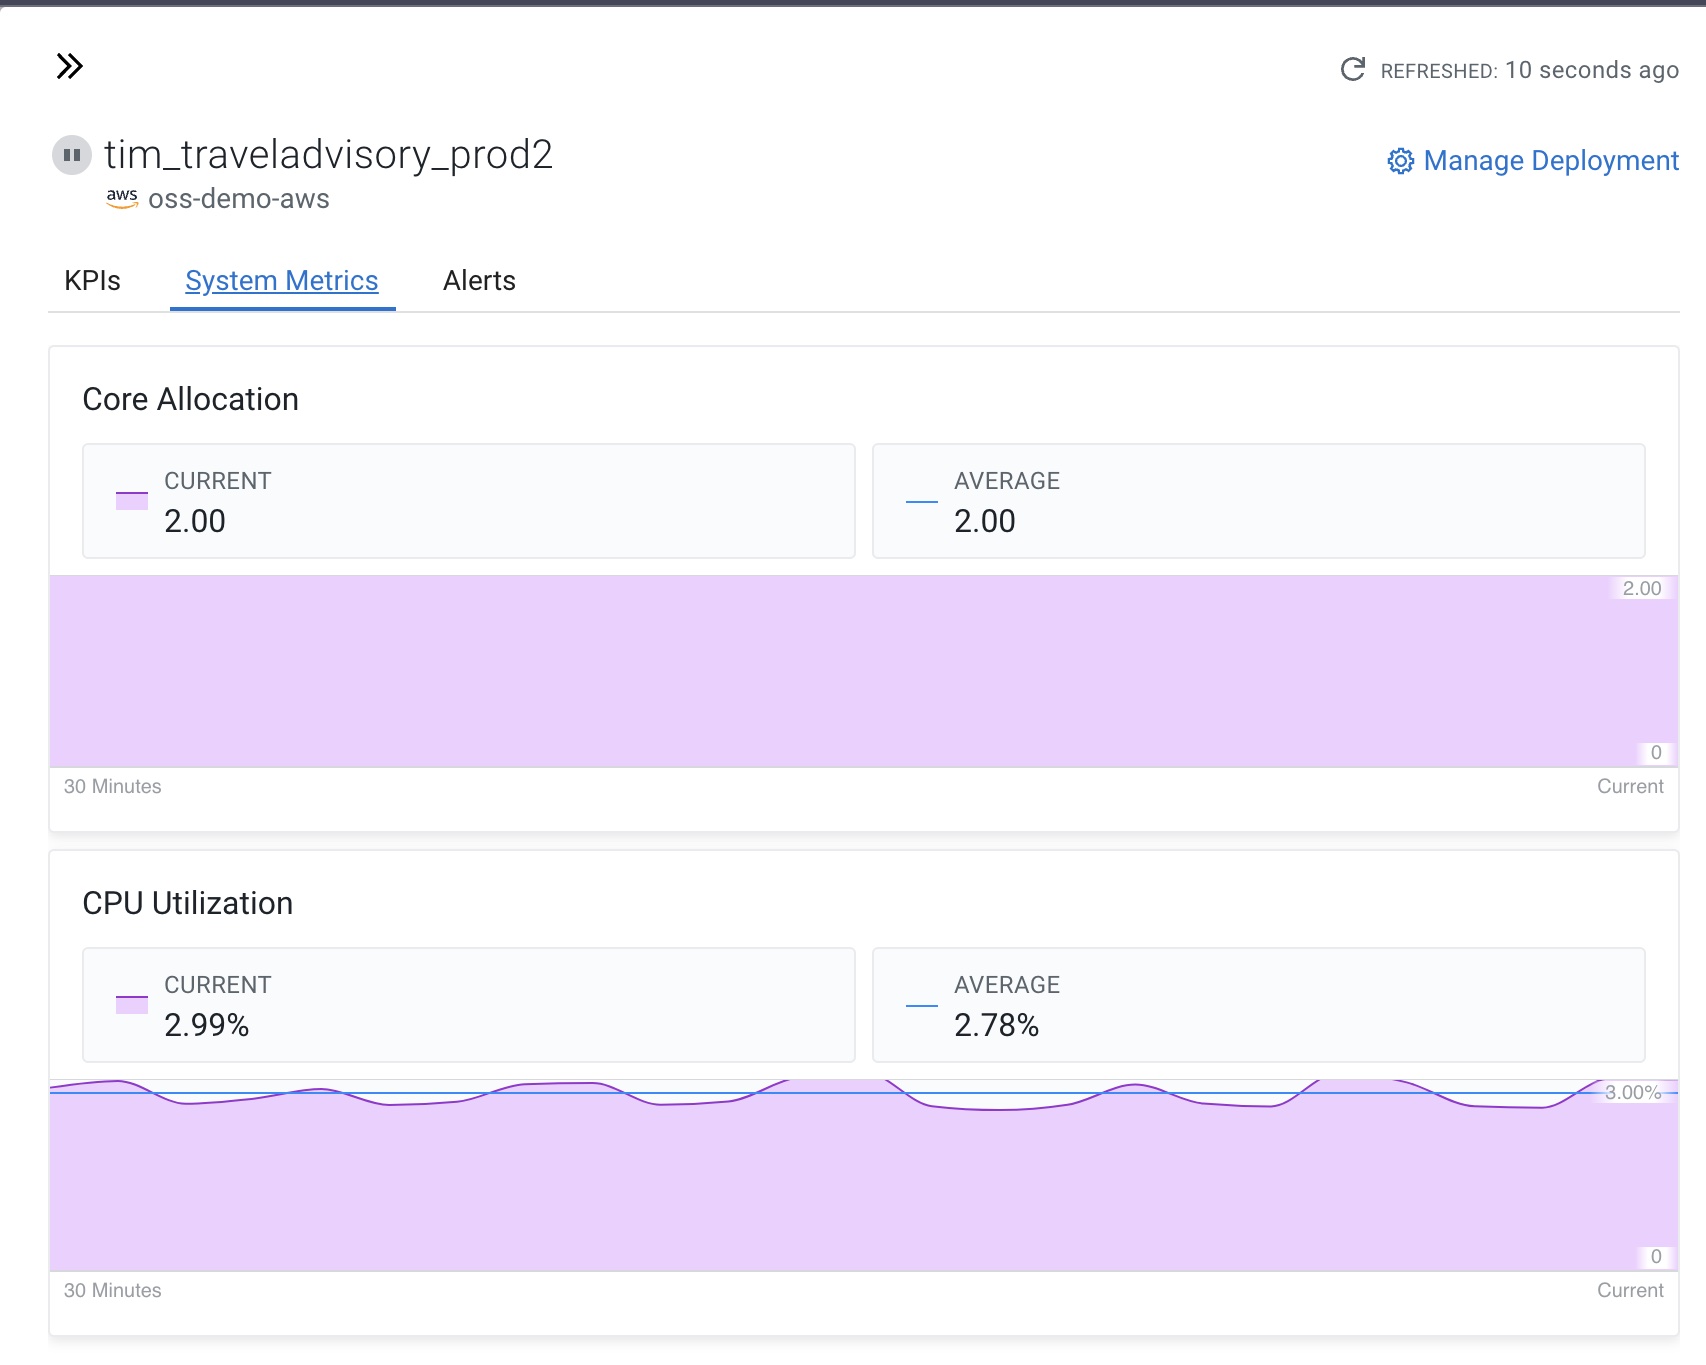 REFRESHED: 10 seconds ago
tim_traveladvisory_prod2
Manage Deployment
aws oss-demo-aws
KPIs System Metrics Alerts
Core Allocation
CURRENT
2.00
AVERAGE
2.00
2.00
0
30 Minutes Current
CPU Utilization
CURRENT
2.99%
AVERAGE
2.78%
3.00%
0
30 Minutes Current